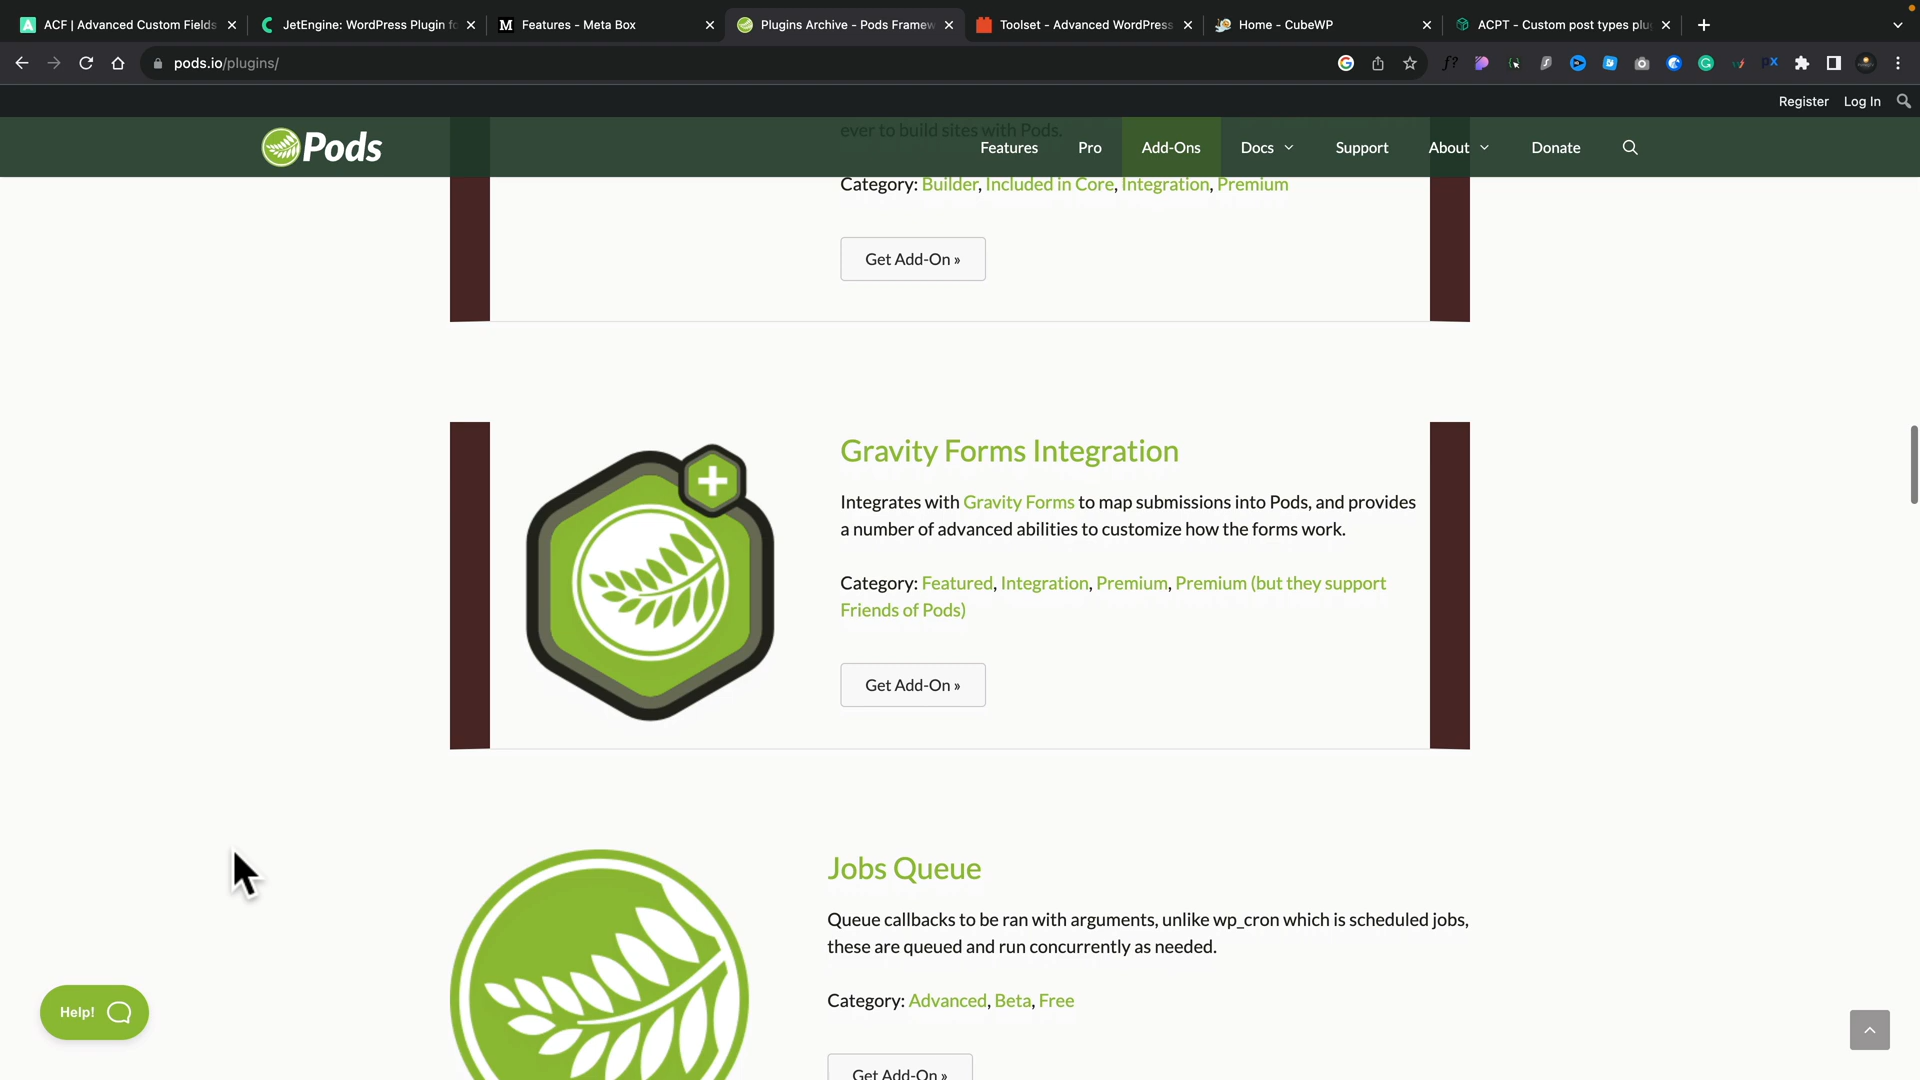 ACF | Advanced Custom Fields
JetEngine: WordPress Plugin fo
Features - Meta Box
Plugins Archive - Pods Framew
Toolset - Advanced WordPress
Home - CubeWP
ACPT - Custom post types plu
pods.io/plugins/
Register Log In
ever to build sites with Pods.
Pods
Features Pro Add-Ons Docs Support About Donate
Category: Builder, Included in Core, Integration, Premium
Get Add-On »
Gravity Forms Integration
Integrates with Gravity Forms to map submissions into Pods, and provides
a number of advanced abilities to customize how the forms work.
Category: Featured, Integration, Premium, Premium (but they support
Friends of Pods)
Get Add-On »
Jobs Queue
Queue callbacks to be ran with arguments, unlike wp_cron which is scheduled jobs,
these are queued and run concurrently as needed.
Category: Advanced, Beta, Free
Help!
Get Add-On »